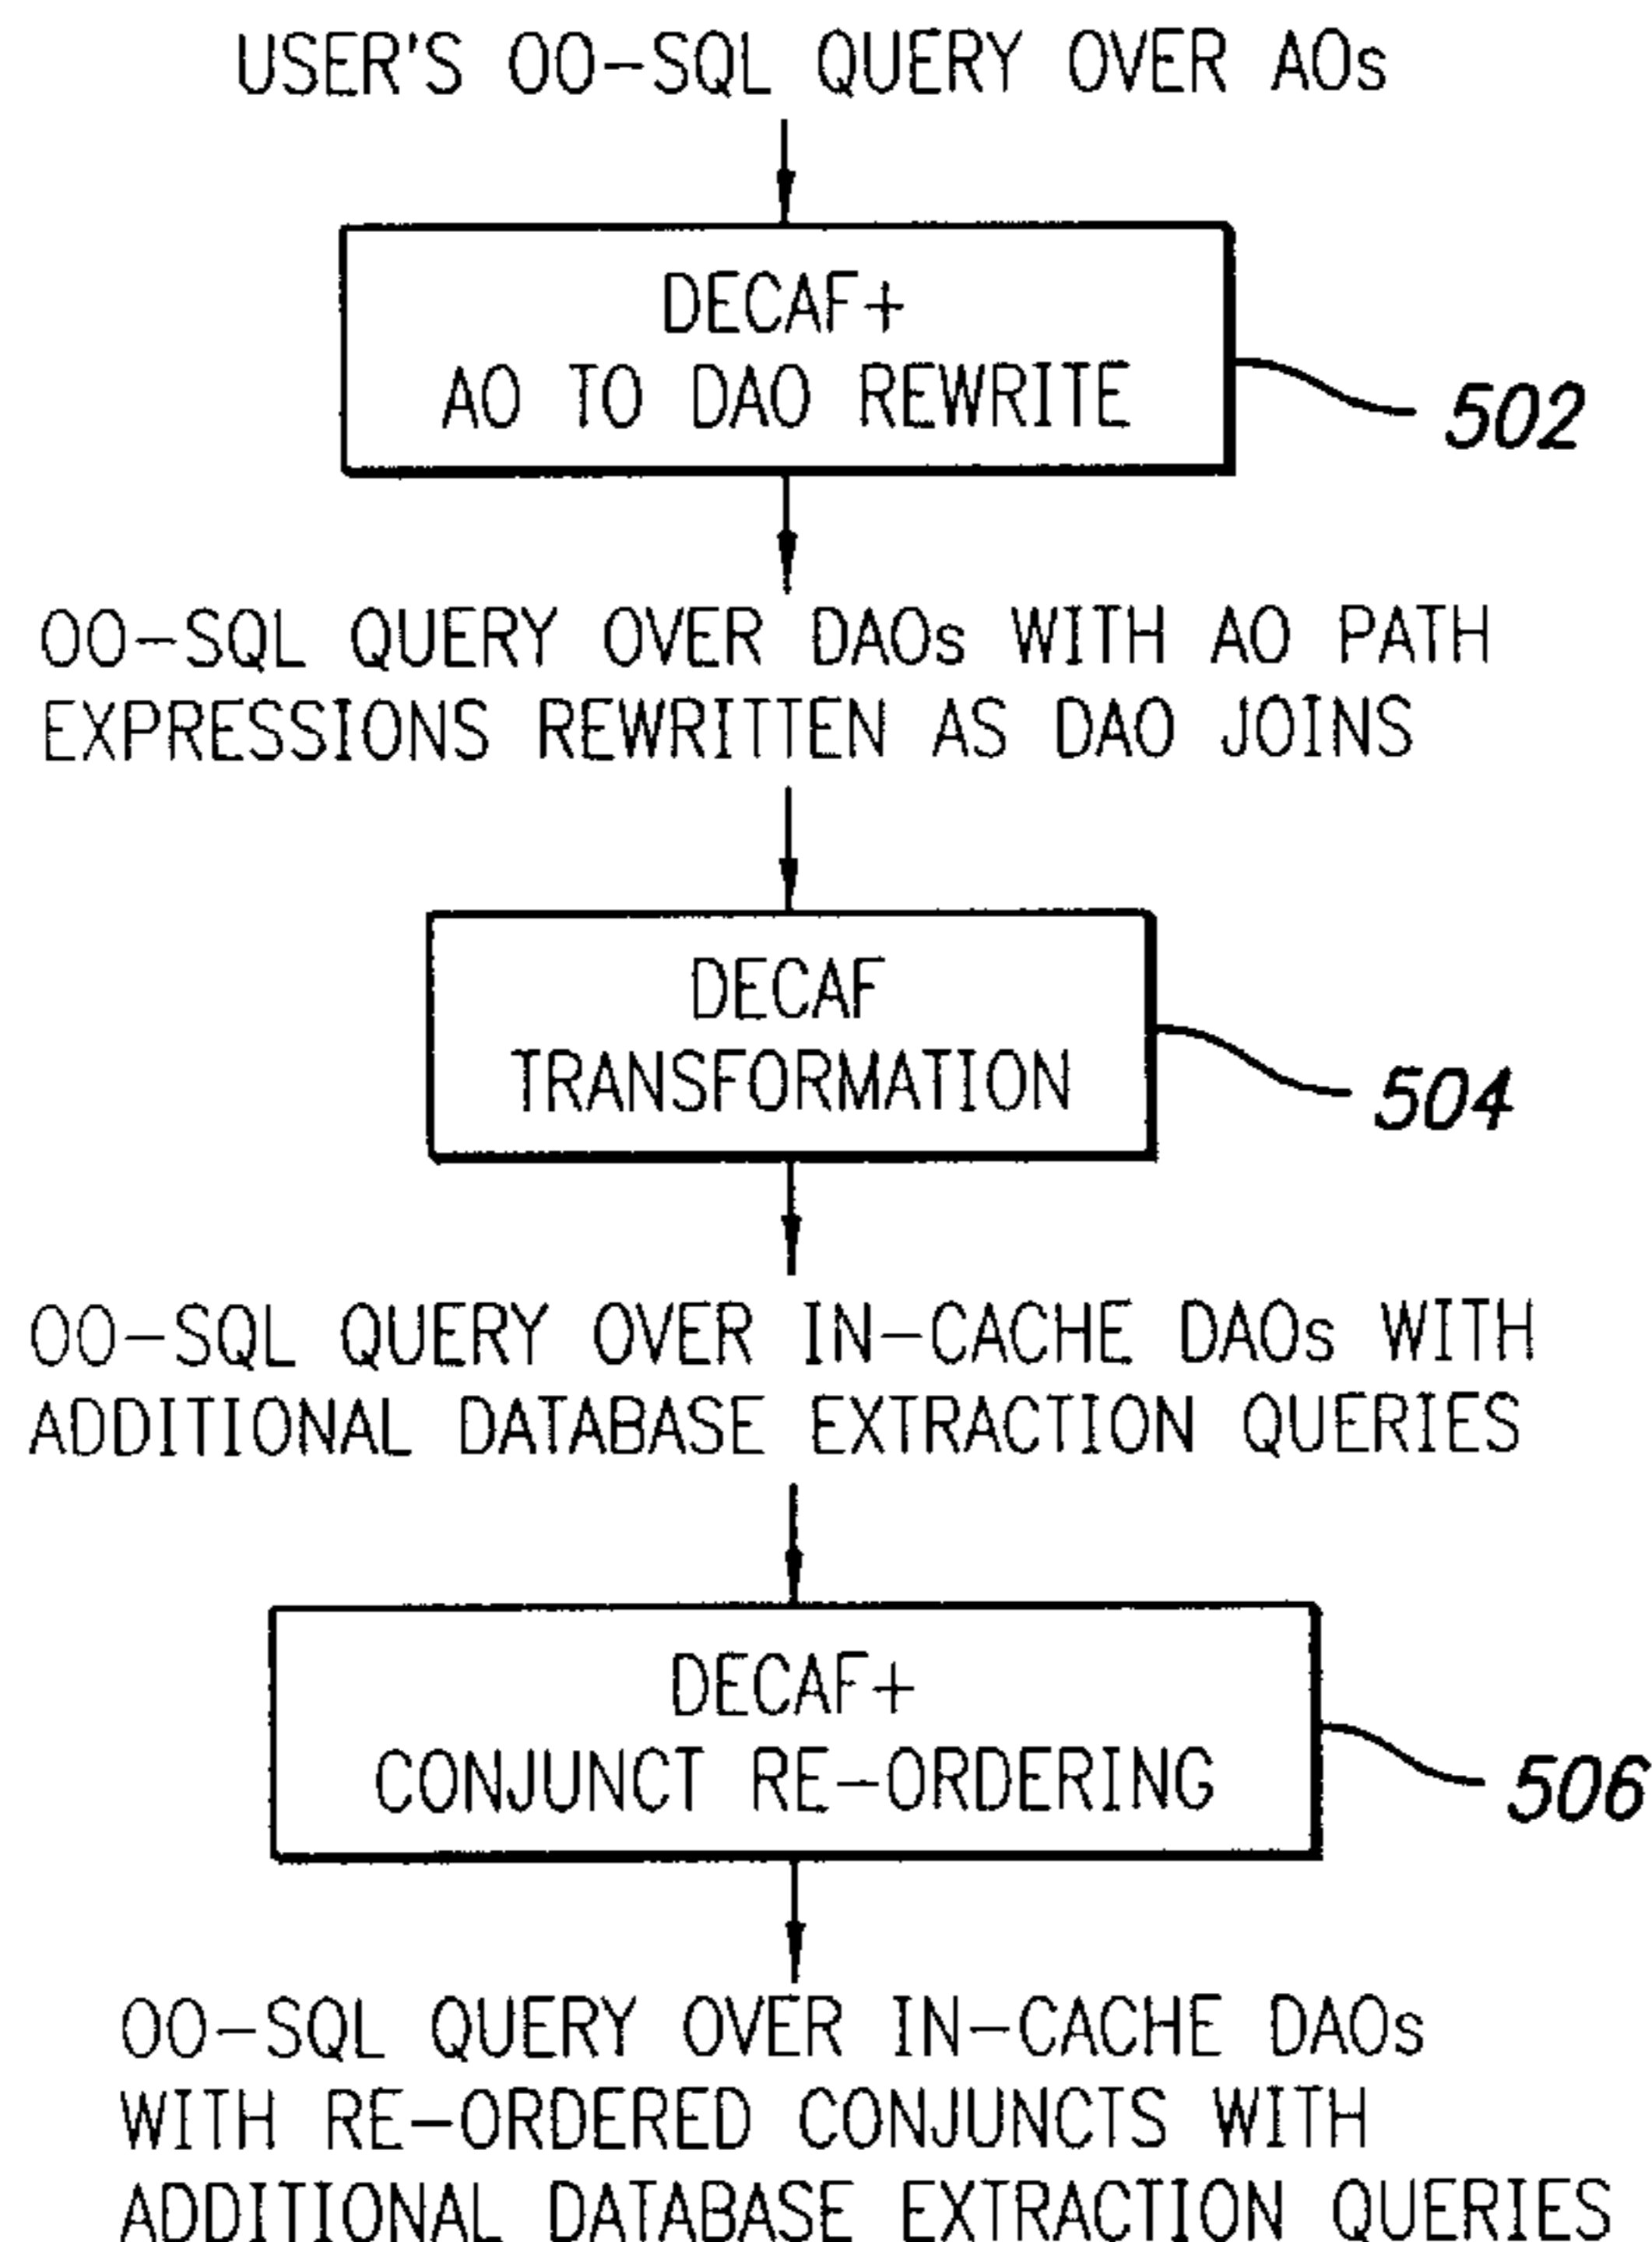 USER'S OO-SQL QUERY OVER AOs
DECAF+
AO TO DAO REWRITE
502
OO-SQL QUERY OVER DAOs WITH AO PATH
EXPRESSIONS REWRITTEN AS DAO JOINS
DECAF
TRANSFORMATION
504
OO-SQL QUERY OVER IN-CACHE DAOs WITH
ADDITIONAL DATABASE EXTRACTION QUERIES
DECAF+
CONJUNCT RE-ORDERING
506
OO-SQL QUERY OVER IN-CACHE DAOs
WITH RE-ORDERED CONJUNCTS WITH
ADDITIONAL DATABASE EXTRACTION QUERIES